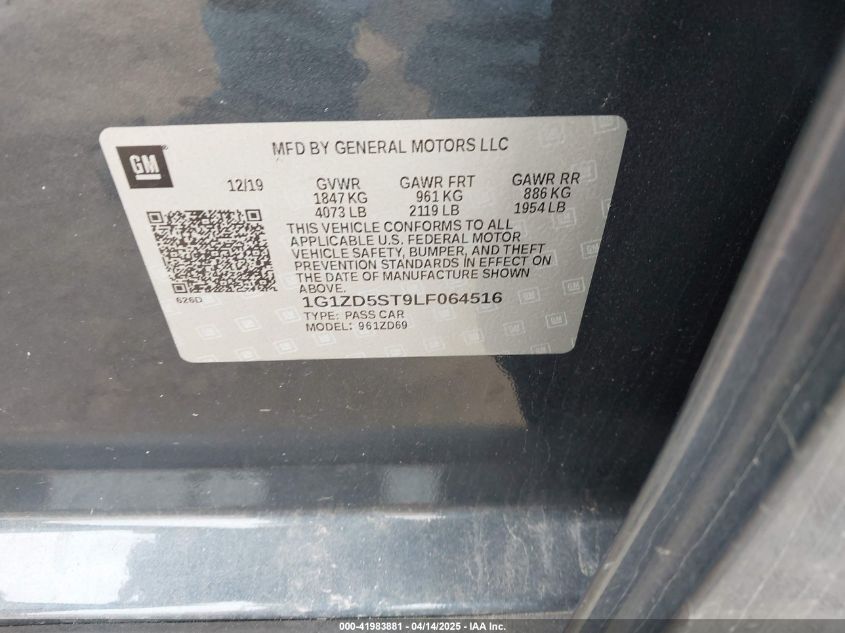 MFD BY GENERAL MOTORS LLC
GM
12/19 GVWR GAWR FRT GAWR RR
1847 KG 961 KG 886 KG
4073 LB 2119 LB 1954 LB
THIS VEHICLE CONFORMS TO ALL
APPLICABLE U.S. FEDERAL MOTOR
VEHICLE SAFETY, BUMPER, AND THEFT
PREVENTION STANDARDS IN EFFECT ON
THE DATE OF MANUFACTURE SHOWN
ABOVE.
626D
1G1ZD5ST9LF064516
TYPE: PASS CAR
MODEL: 961ZD69
000-41983881 - 04/14/2025 - IAA Inc.